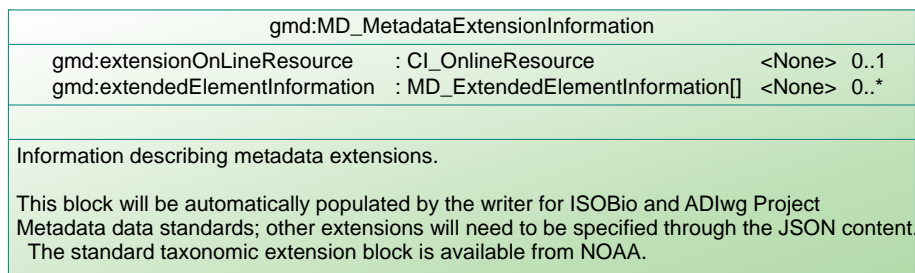 gmd:MD_MetadataExtensionInformation
gmd:extensionOnLineResource : CI_OnlineResource <None> 0..1
gmd:extendedElementInformation : MD_ExtendedElementInformation[] <None> 0..*
Information describing metadata extensions.
This block will be automatically populated by the writer for ISOBio and ADIwg Project
Metadata data standards; other extensions will need to be specified through the JSON content.
The standard taxonomic extension block is available from NOAA.